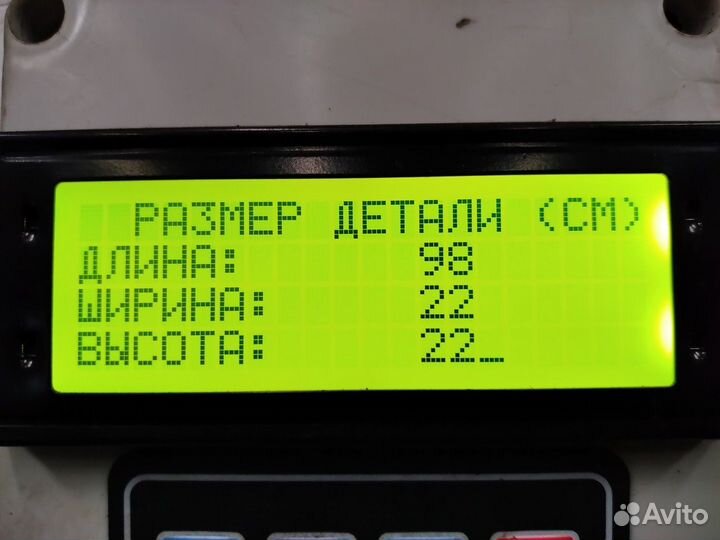 РАЗМЕР ДЕТАЛИ (СМ)
ДЛИНА: 98
ШИРИНА: 22
ВЫСОТА: 22_
Avito